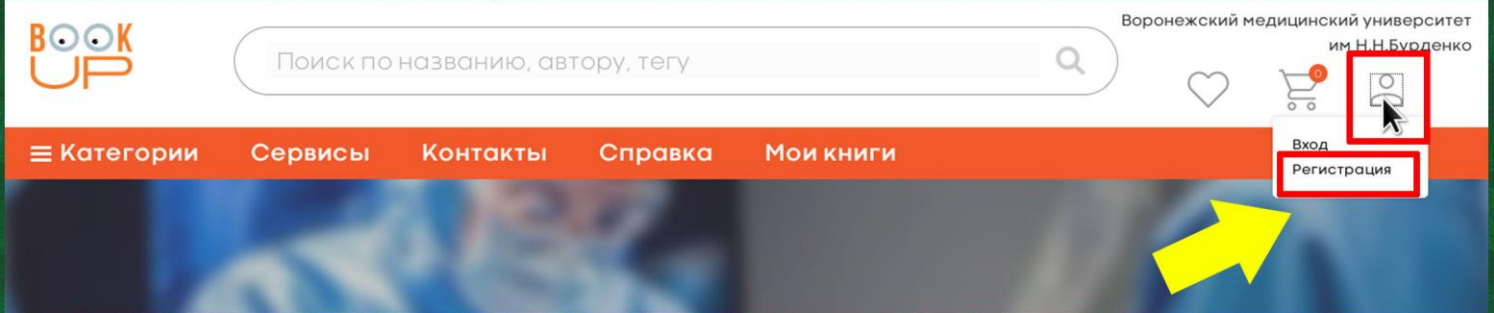 BOOK
UP
Поиск по названию, автору, тегу
Воронежский медицинский университет
им Н.Н.Бурденко
0
Категории Сервисы Контакты Справка Мои книги
Вход
Регистрация